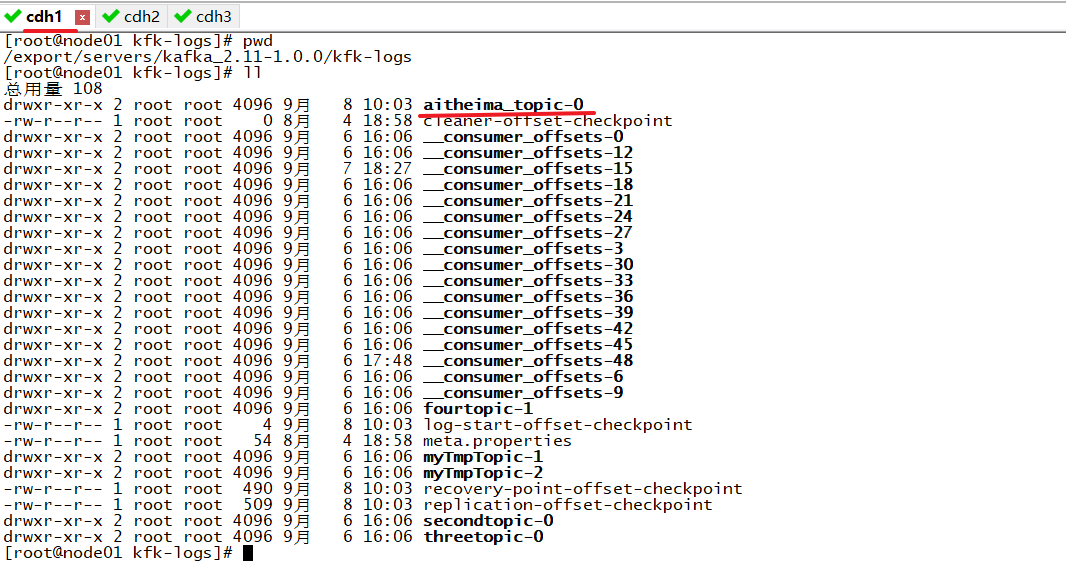 cdh1 x cdh2 cdh3
[root@node01 kfk-logs]# pwd
/export/servers/kafka_2.11-1.0.0/kfk-logs
[root@node01 kfk-logs]# ll
总用量 108
drwxr-xr-x 2 root root 4096 9月 8 10:03 aitheima_topic-0
-rw-r--r-- 1 root root 0 8月 4 18:58 cleaner-offset-checkpoint
drwxr-xr-x 2 root root 4096 9月 6 16:06 __consumer_offsets-0
drwxr-xr-x 2 root root 4096 9月 6 16:06 __consumer_offsets-12
drwxr-xr-x 2 root root 4096 9月 7 18:27 __consumer_offsets-15
drwxr-xr-x 2 root root 4096 9月 6 16:06 __consumer_offsets-18
drwxr-xr-x 2 root root 4096 9月 6 16:06 __consumer_offsets-21
drwxr-xr-x 2 root root 4096 9月 6 16:06 __consumer_offsets-24
drwxr-xr-x 2 root root 4096 9月 6 16:06 __consumer_offsets-27
drwxr-xr-x 2 root root 4096 9月 6 16:06 __consumer_offsets-3
drwxr-xr-x 2 root root 4096 9月 6 16:06 __consumer_offsets-30
drwxr-xr-x 2 root root 4096 9月 6 16:06 __consumer_offsets-33
drwxr-xr-x 2 root root 4096 9月 6 16:06 __consumer_offsets-36
drwxr-xr-x 2 root root 4096 9月 6 16:06 __consumer_offsets-39
drwxr-xr-x 2 root root 4096 9月 6 16:06 __consumer_offsets-42
drwxr-xr-x 2 root root 4096 9月 6 16:06 __consumer_offsets-45
drwxr-xr-x 2 root root 4096 9月 6 17:48 __consumer_offsets-48
drwxr-xr-x 2 root root 4096 9月 6 16:06 __consumer_offsets-6
drwxr-xr-x 2 root root 4096 9月 6 16:06 __consumer_offsets-9
drwxr-xr-x 2 root root 4096 9月 6 16:06 fourtopic-1
-rw-r--r-- 1 root root 4 9月 8 10:03 log-start-offset-checkpoint
-rw-r--r-- 1 root root 54 8月 4 18:58 meta.properties
drwxr-xr-x 2 root root 4096 9月 6 16:06 myTmpTopic-1
drwxr-xr-x 2 root root 4096 9月 6 16:06 myTmpTopic-2
-rw-r--r-- 1 root root 490 9月 8 10:03 recovery-point-offset-checkpoint
-rw-r--r-- 1 root root 509 9月 8 10:03 replication-offset-checkpoint
drwxr-xr-x 2 root root 4096 9月 6 16:06 secondtopic-0
drwxr-xr-x 2 root root 4096 9月 6 16:06 threetopic-0
[root@node01 kfk-logs]#